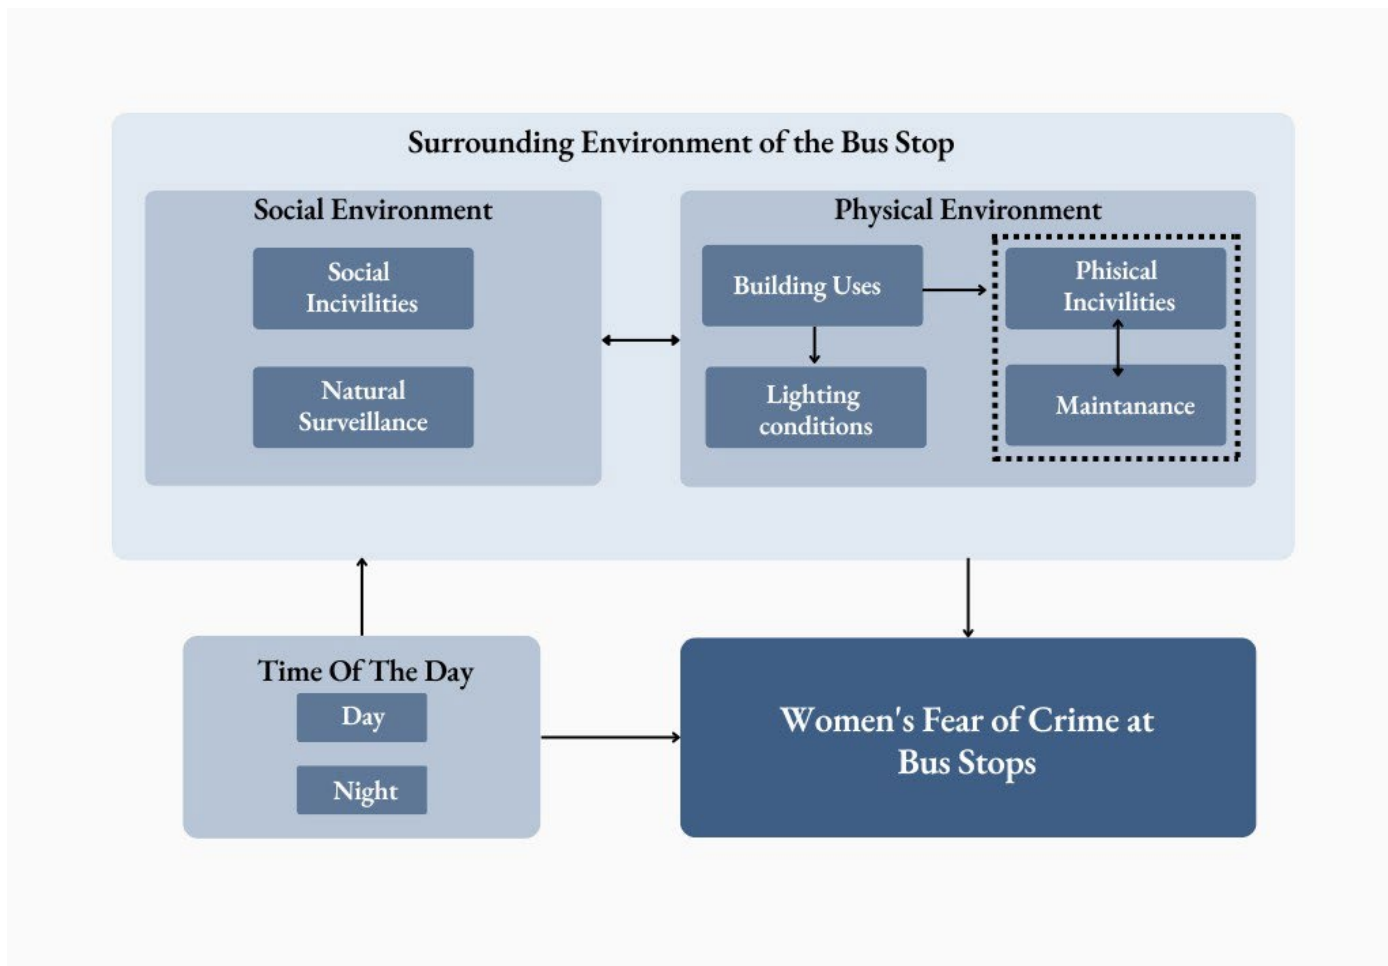 Surrounding Environment of the Bus Stop
Social Environment
Social
Incivilities
Natural
Surveillance
Physical Environment
Building Uses
Lighting
conditions
Phisical
Incivilities
Maintanance
Time Of The Day
Day
Night
Women's Fear of Crime at
Bus Stops